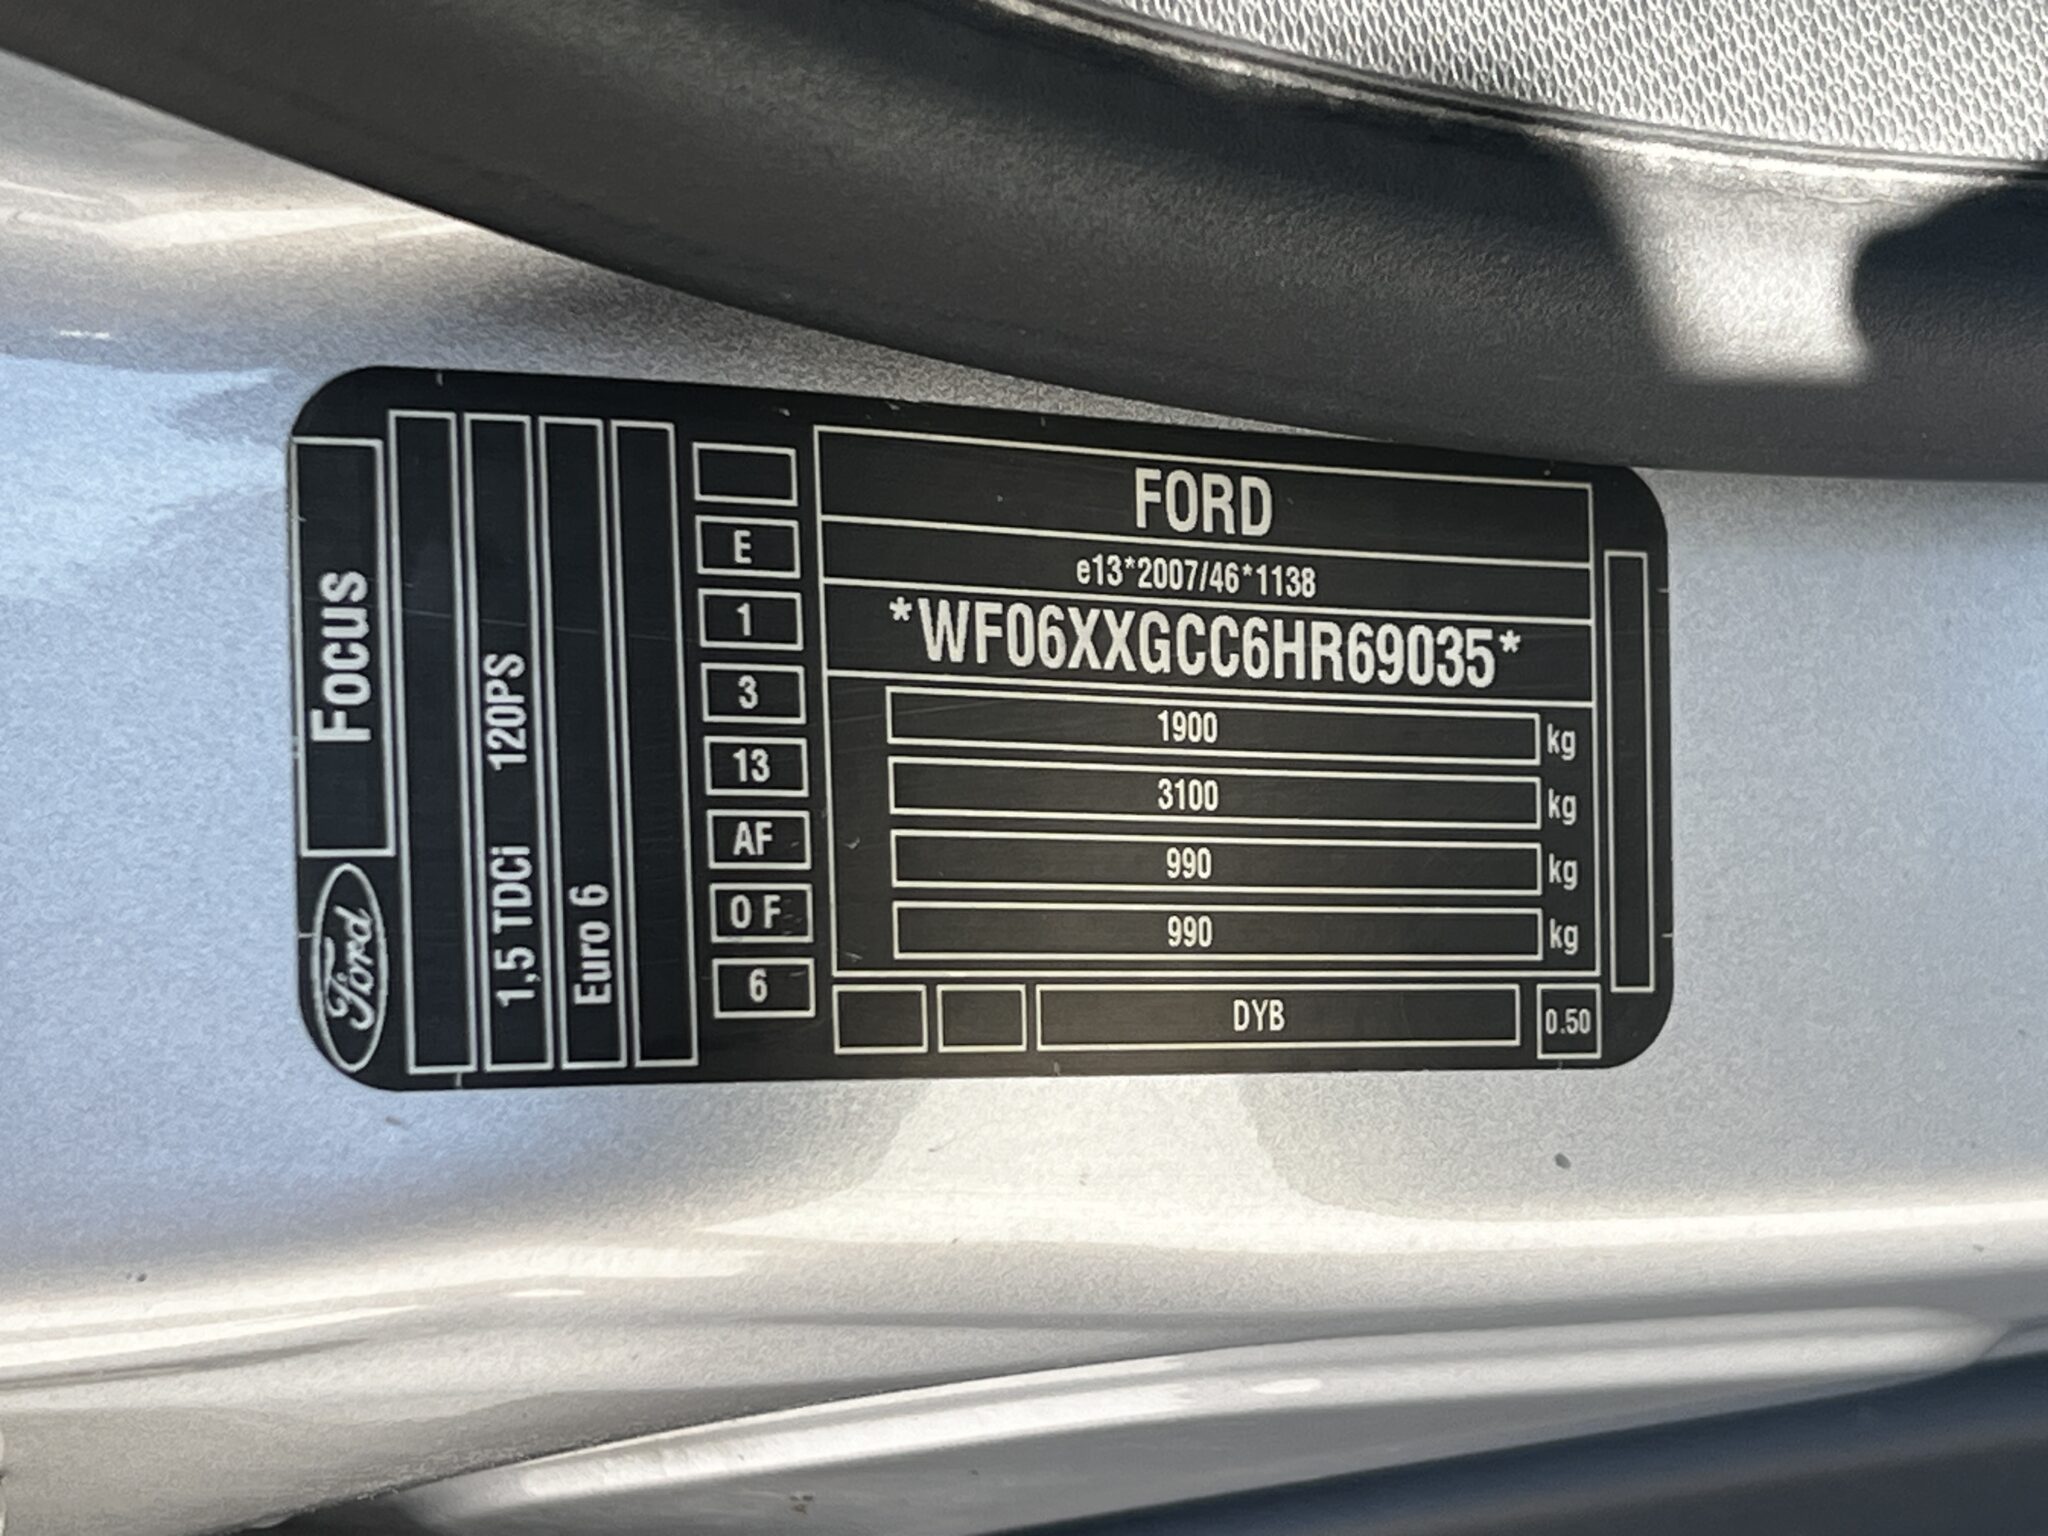 FORD
e13*2007/46*1138
*WF06XXGCC6HR69035*
1900 kg
3100 kg
990 kg
990 kg
DYB
0.50
E
1
3
13
AF
O F
6
Ford Focus
1,5 TDCi 120PS
Euro 6